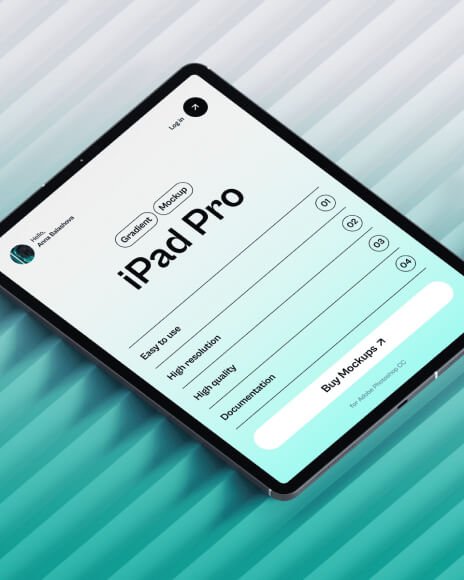 Hello,
Anna Balashova
Log in
Gradient
Mockup
iPad Pro
Easy to use
01
High resolution
02
High quality
03
Documentation
04
Buy Mockups ↗
for Adobe Photoshop CC